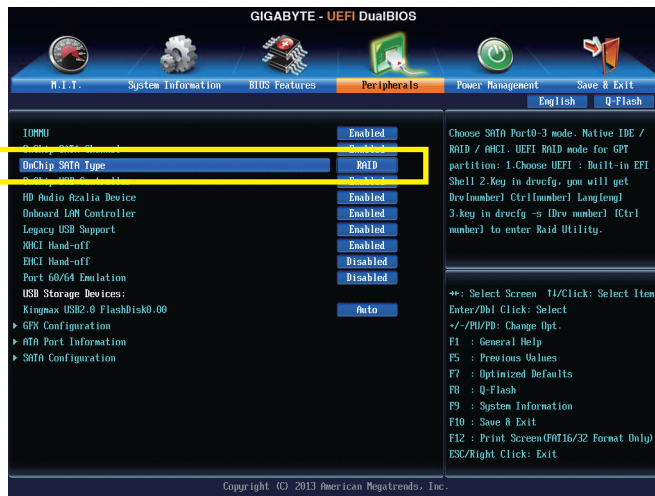 GIGABYTE - UEFI DualBIOS
M.I.T.
System Information
BIOS Features
Peripherals
Power Management
Save & Exit
English
Q-Flash
IOMMU Enabled
OnChip SATA Channel Enabled
OnChip SATA Type RAID
OnChip USB Controller Enabled
HD Audio Azalia Device Enabled
Onboard LAN Controller Enabled
Legacy USB Support Enabled
XHCI Hand-off Enabled
EHCI Hand-off Disabled
Port 60/64 Emulation Disabled
USB Storage Devices:
Kingmax USB2.0 FlashDisk0.00 Auto
GFX Configuration
ATA Port Information
SATA Configuration
Choose SATA Port0-3 mode. Native IDE /
RAID / AHCI. UEFI RAID mode for GPT
partition: 1.Choose UEFI : Built-in EFI
Shell 2.Key in drvcfg, you will get
Drv[number] Ctrl[number] Lang[eng]
3.key in drvcfg -s [Drv number] [Ctrl
number] to enter Raid Utility.
→←: Select Screen ↑↓/Click: Select Item
Enter/Dbl Click: Select
+/-/PU/PD: Change Opt.
F1 : General Help
F5 : Previous Values
F7 : Optimized Defaults
F8 : Q-Flash
F9 : System Information
F10 : Save & Exit
F12 : Print Screen(FAT16/32 Format Only)
ESC/Right Click: Exit
Copyright (C) 2013 American Megatrends, Inc.